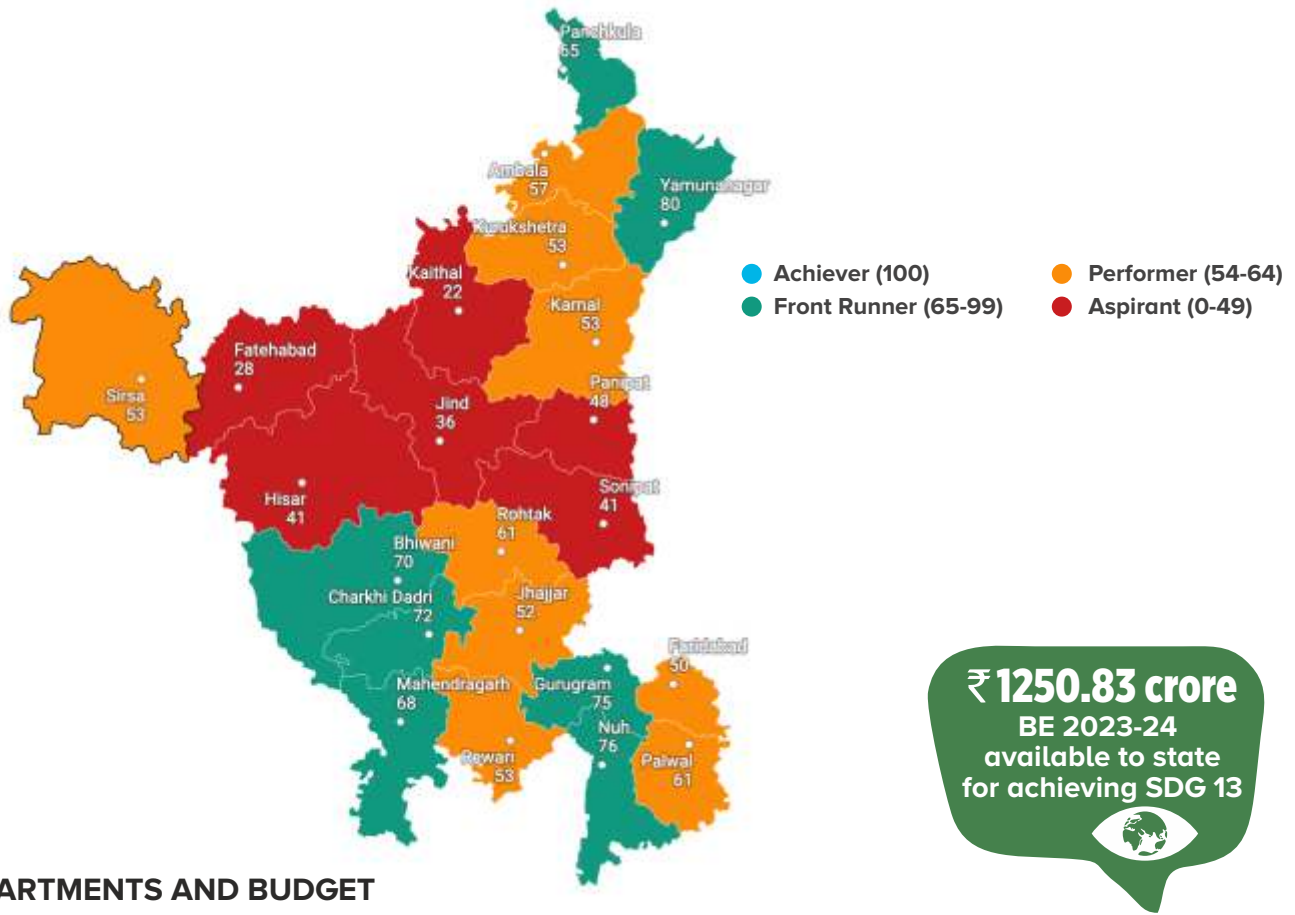 Panchkula
65
Ambala
57
Yamunanagar
80
Kurukshetra
53
Kaithal
22
Karnal
53
Achiever (100)
Performer (54-64)
Front Runner (65-99)
Aspirant (0-49)
Fatehabad
28
Sirsa
53
Panipat
48
Jind
36
Hisar
41
Sonipat
41
Rohtak
61
Bhiwani
70
Charkhi Dadri
72
Jhajjar
52
Faridabad
50
Mahendragarh
68
Gurugram
75
Nuh
76
Rewari
53
Palwal
61
₹ 1250.83 crore
BE 2023-24
available to state
for achieving SDG 13
ARTMENTS AND BUDGET